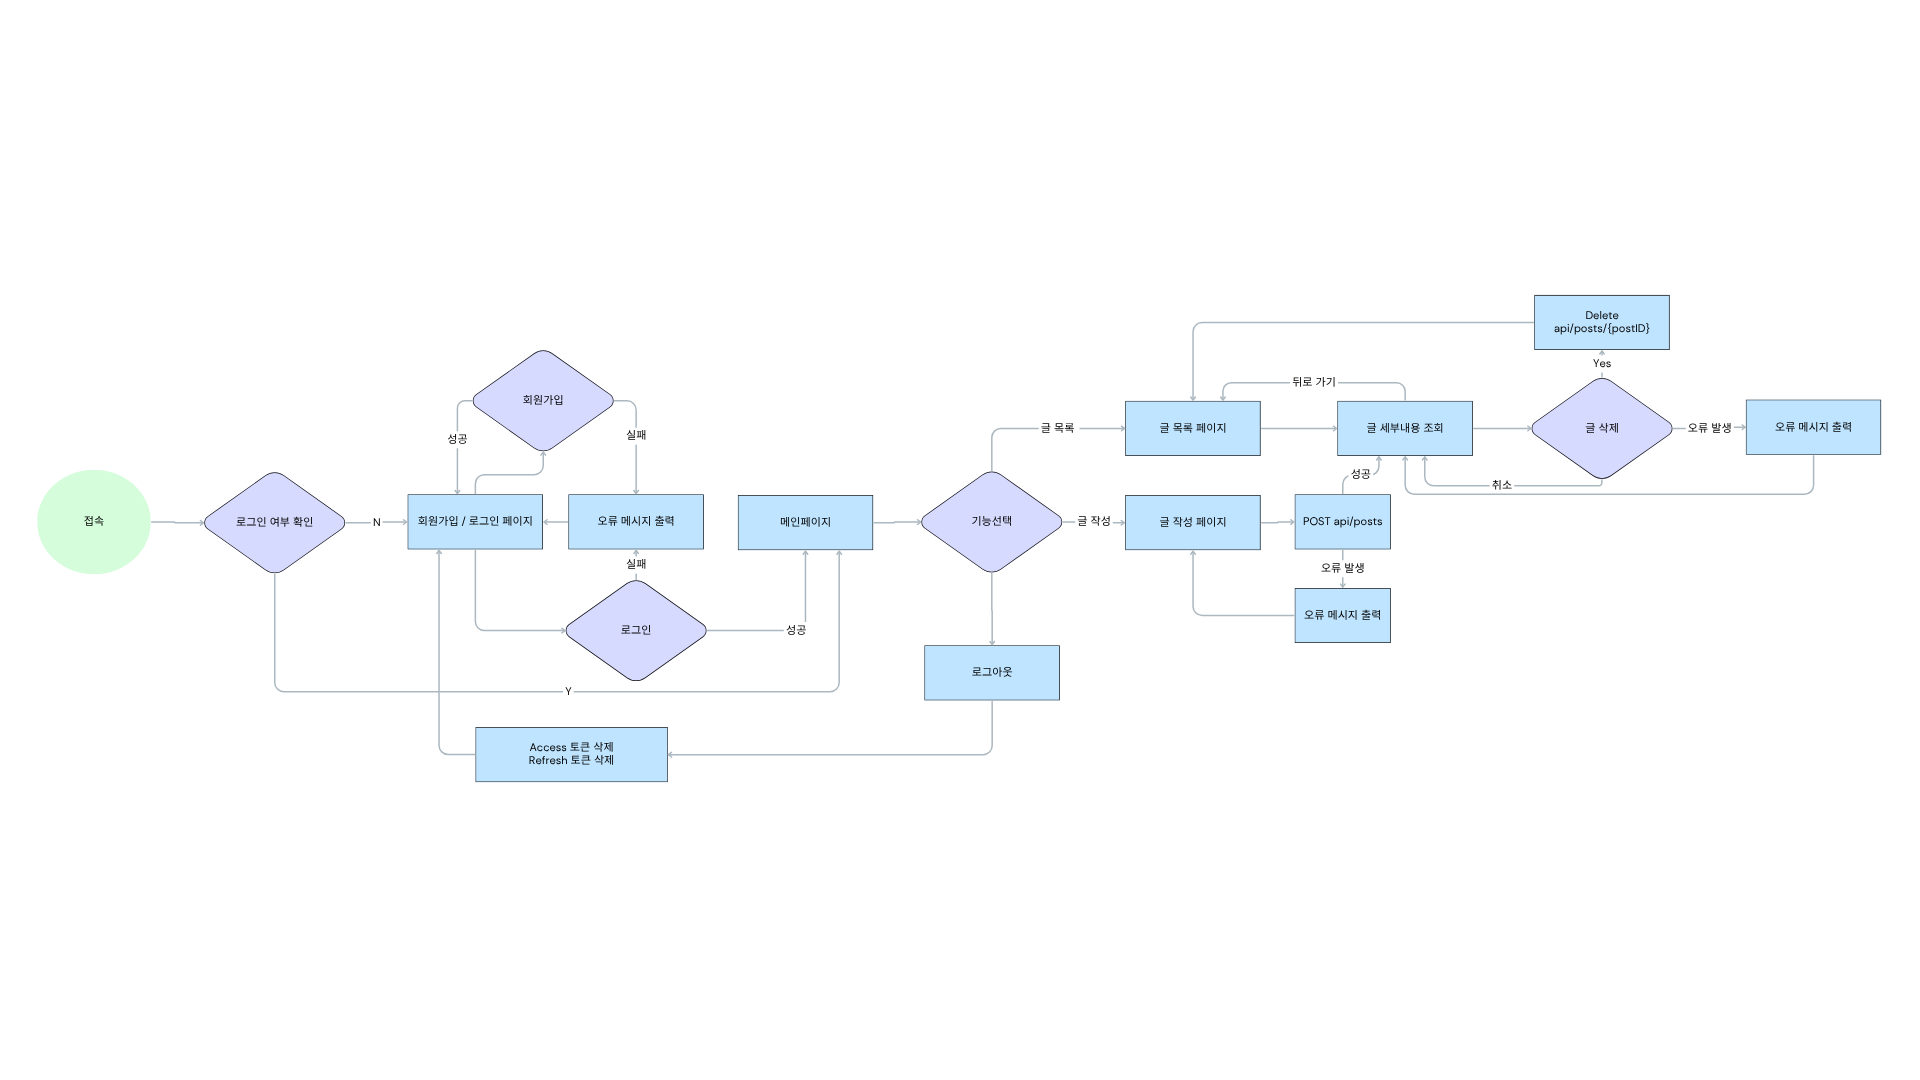 접속
로그인 여부 확인
N
Y
회원가입
성공
실패
회원가입 / 로그인 페이지
오류 메시지 출력
실패
로그인
성공
Access 토큰 삭제
Refresh 토큰 삭제
메인페이지
기능선택
글 목록
글 작성
로그아웃
글 목록 페이지
뒤로 가기
글 세부내용 조회
글 작성 페이지
성공
POST api/posts
오류 발생
오류 메시지 출력
취소
Delete
api/posts/{postID}
Yes
글 삭제
오류 발생
오류 메시지 출력